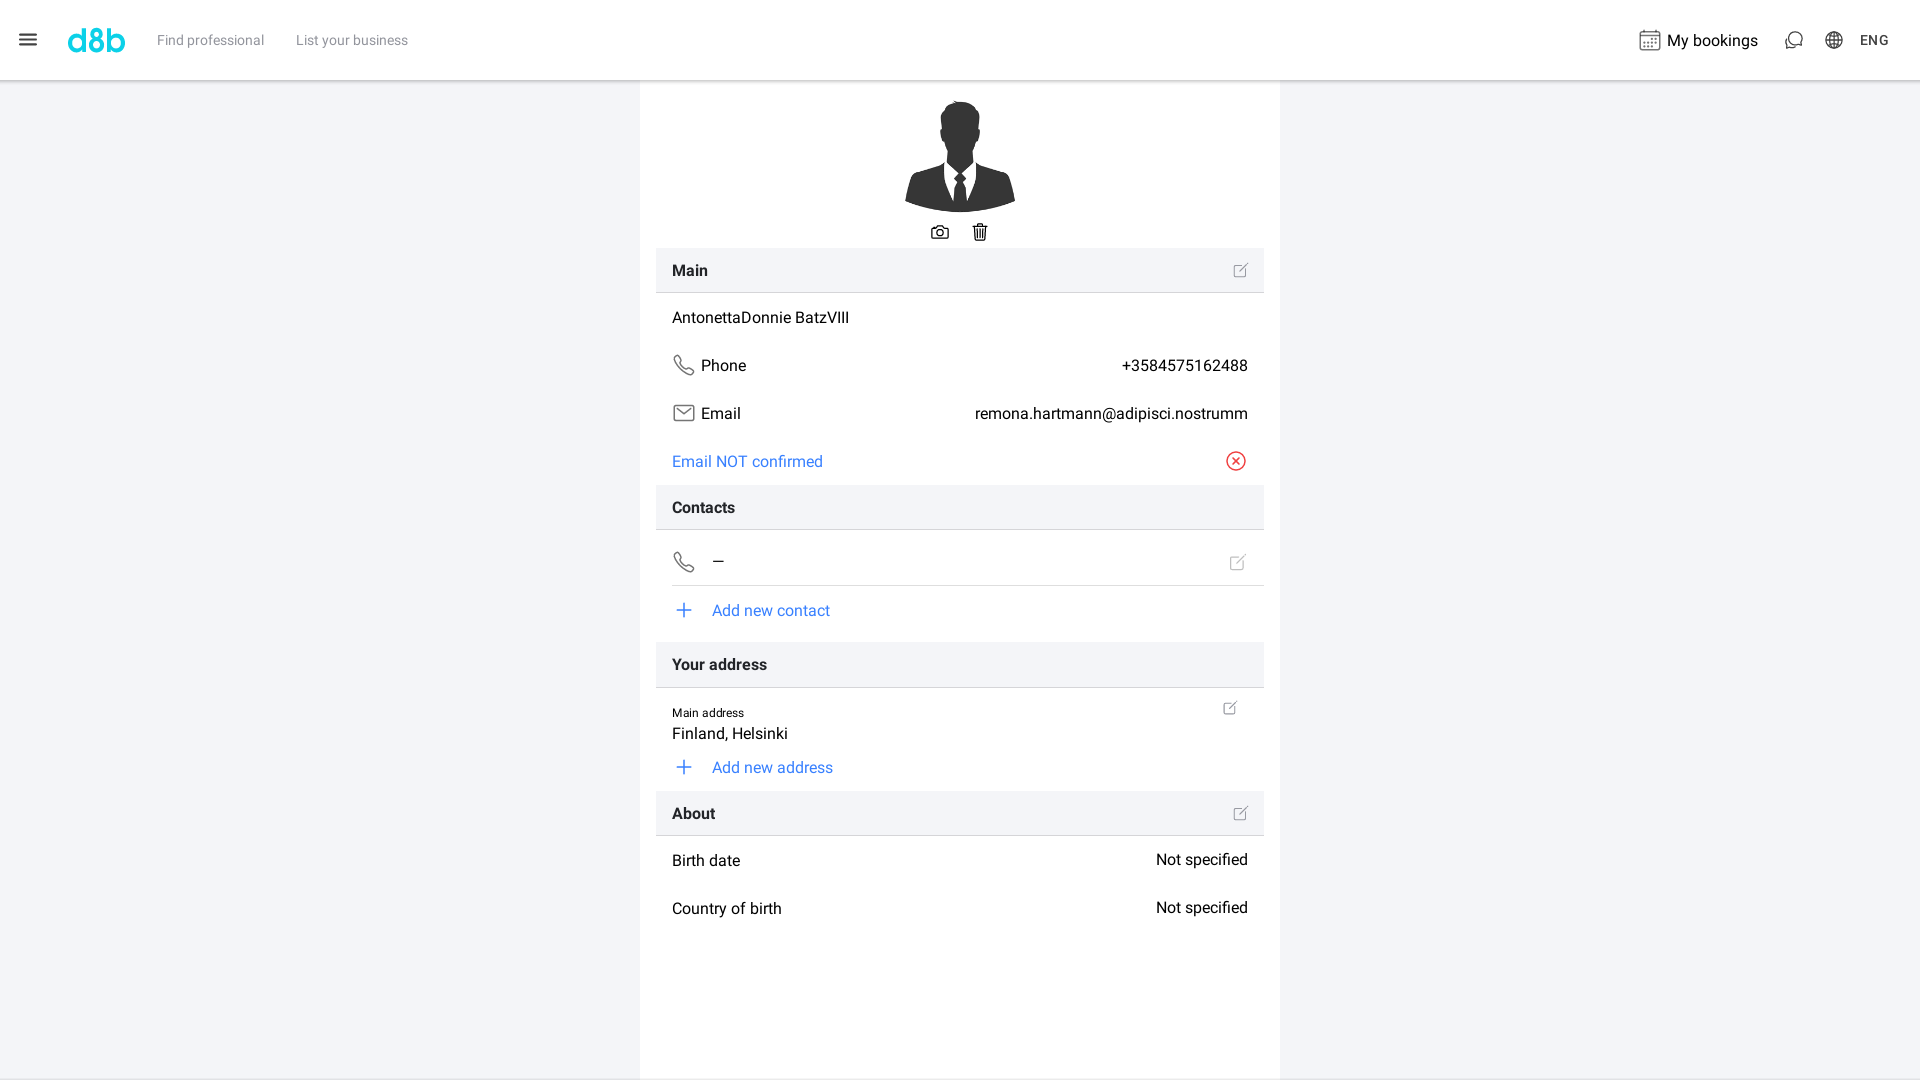 d8b
Find professional
List your business
My bookings
ENG
Main
AntonettaDonnie BatzVIII
Phone
+3584575162488
Email
remona.hartmann@adipisci.nostrumm
Email NOT confirmed
Contacts
—
Add new contact
Your address
Main address
Finland, Helsinki
Add new address
About
Birth date
Not specified
Country of birth
Not specified